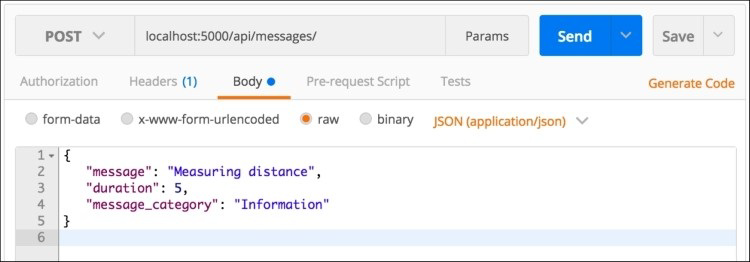 POST localhost:5000/api/messages/ Params Send Save
Authorization Headers (1) Body Pre-request Script Tests Generate Code
form-data x-www-form-urlencoded raw binary JSON (application/json)
1 {
2 "message": "Measuring distance",
3 "duration": 5,
4 "message_category": "Information"
5 }
6